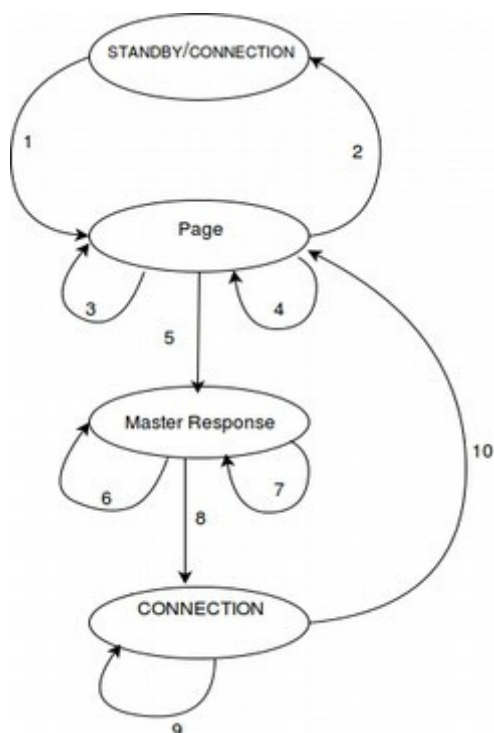 STANDBY/CONNECTION
1
2
Page
3
4
5
Master Response
6
7
8
10
CONNECTION
9